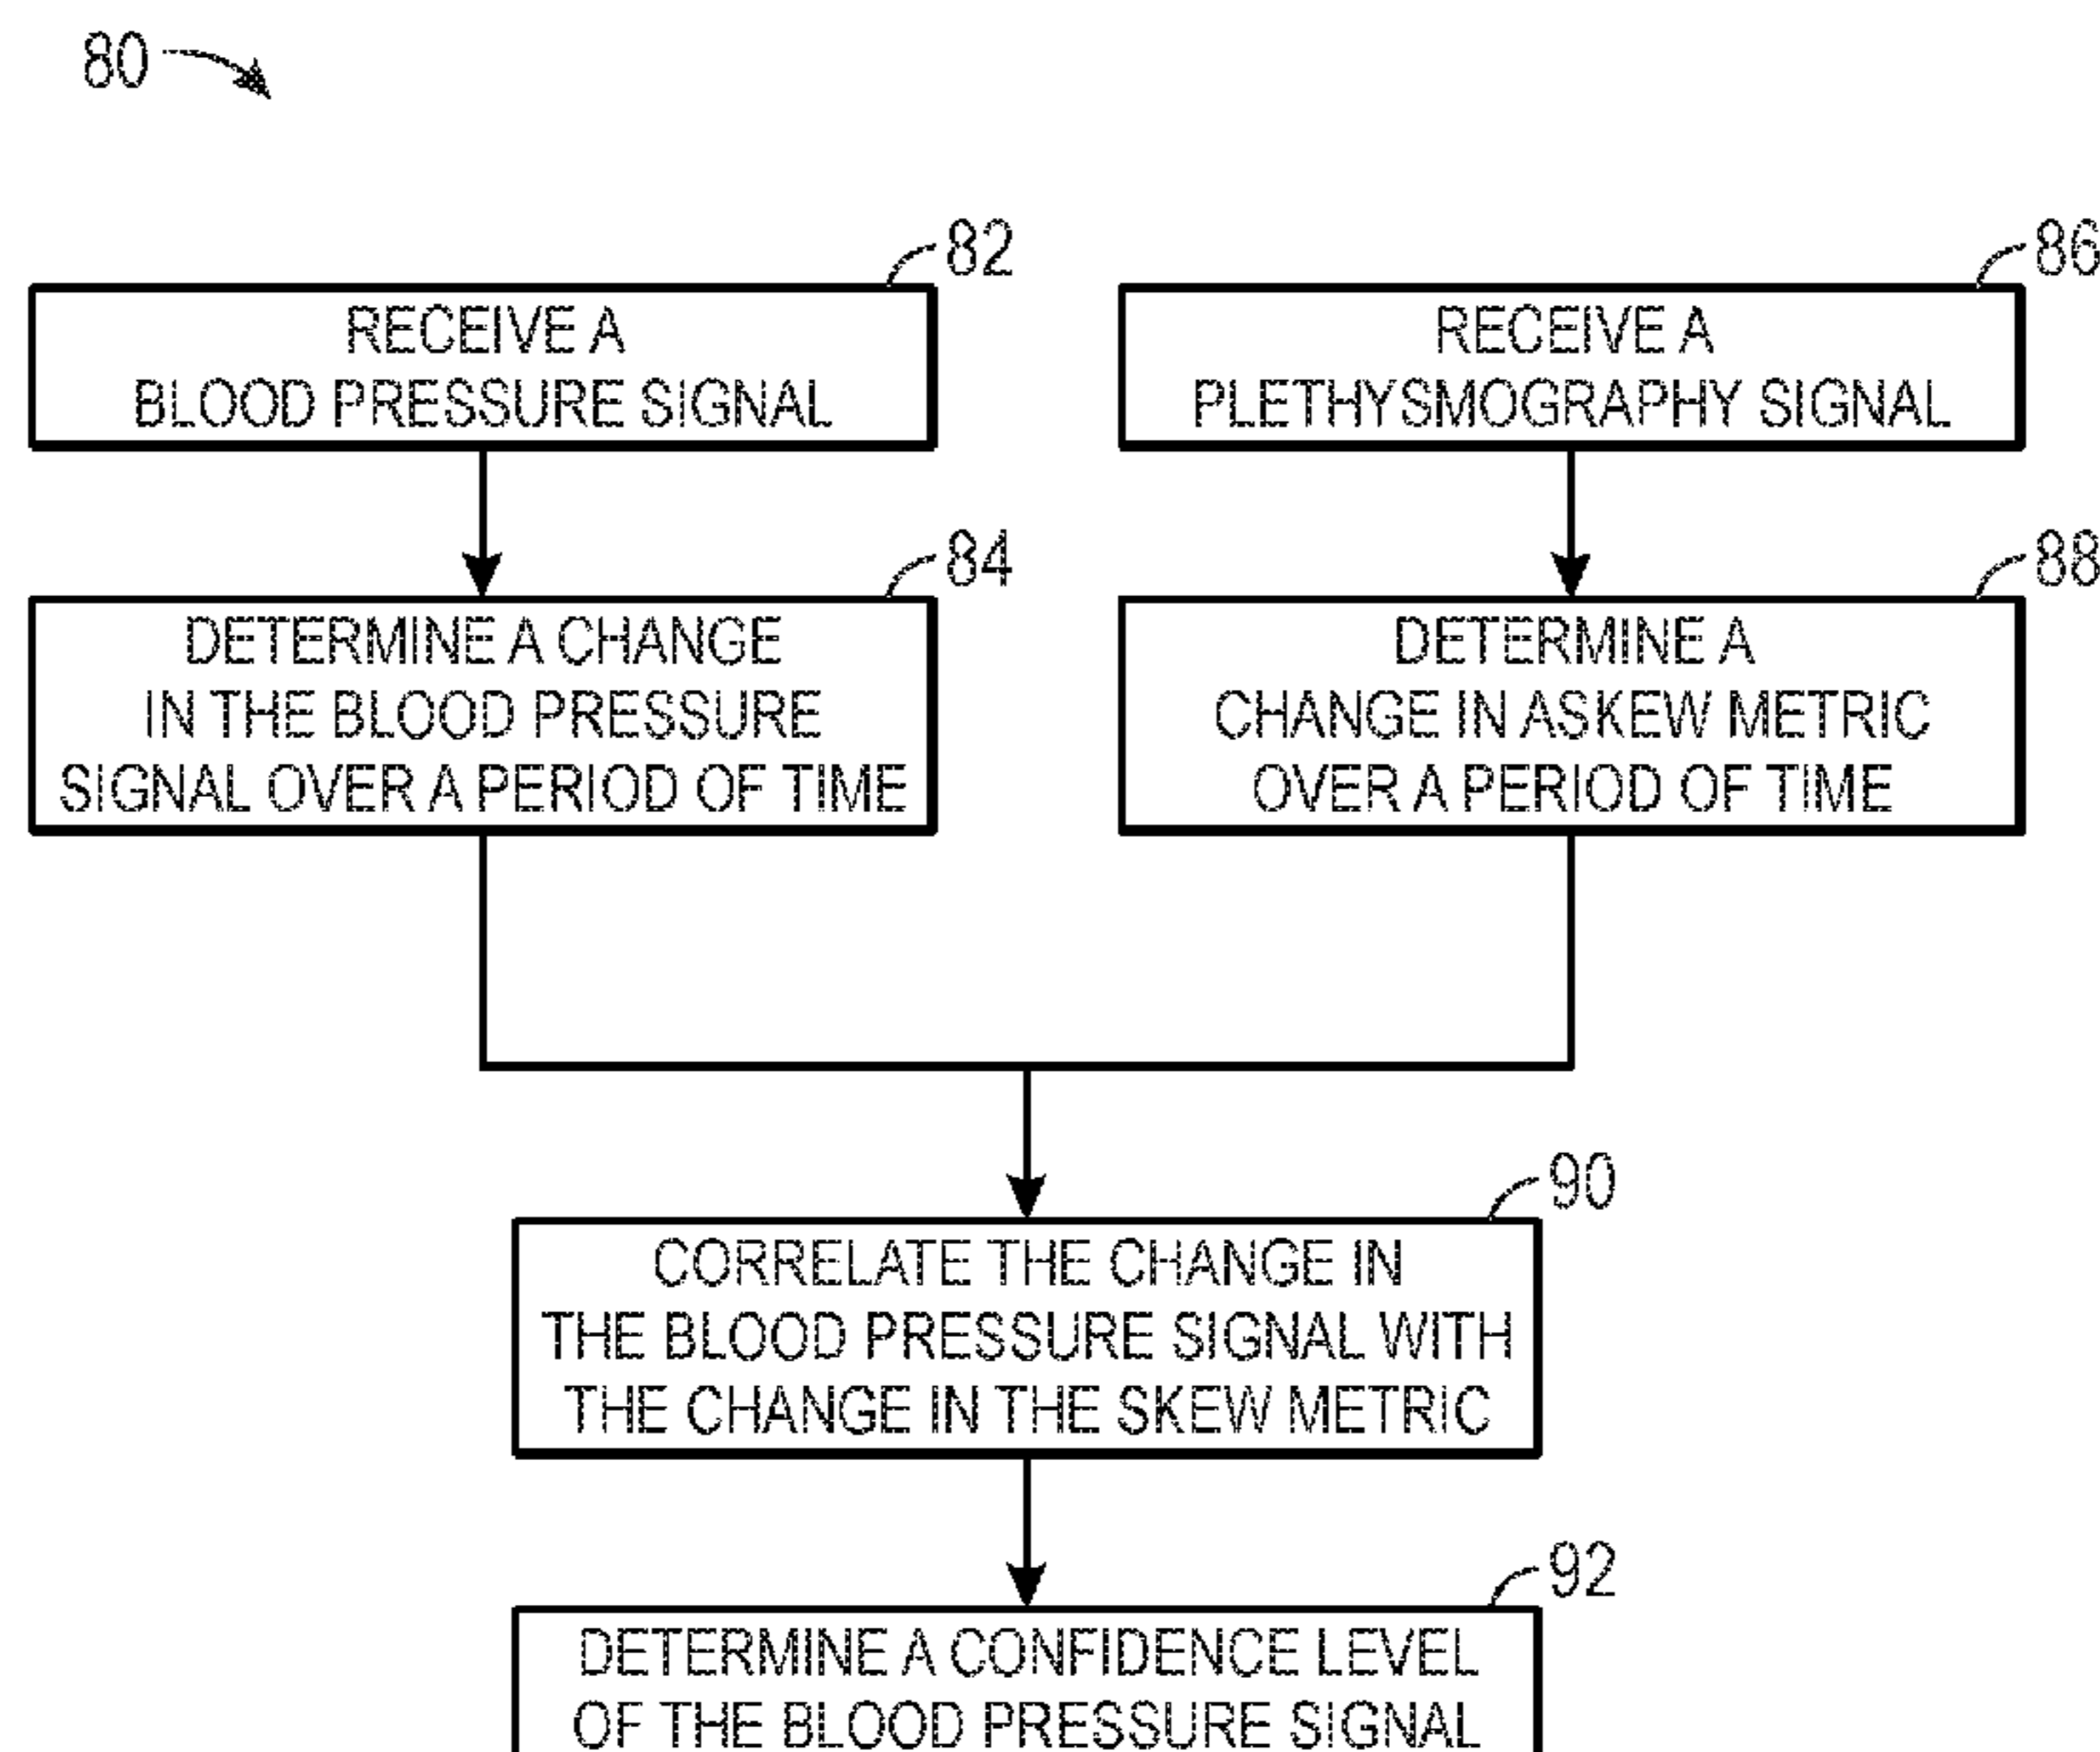 80
82
RECEIVE A
BLOOD PRESSURE SIGNAL
86
RECEIVE A
PLETHYSMOGRAPHY SIGNAL
84
DETERMINE A CHANGE
IN THE BLOOD PRESSURE
SIGNAL OVER A PERIOD OF TIME
88
DETERMINE A
CHANGE IN A SKEW METRIC
OVER A PERIOD OF TIME
90
CORRELATE THE CHANGE IN
THE BLOOD PRESSURE SIGNAL WITH
THE CHANGE IN THE SKEW METRIC
92
DETERMINE A CONFIDENCE LEVEL
OF THE BLOOD PRESSURE SIGNAL